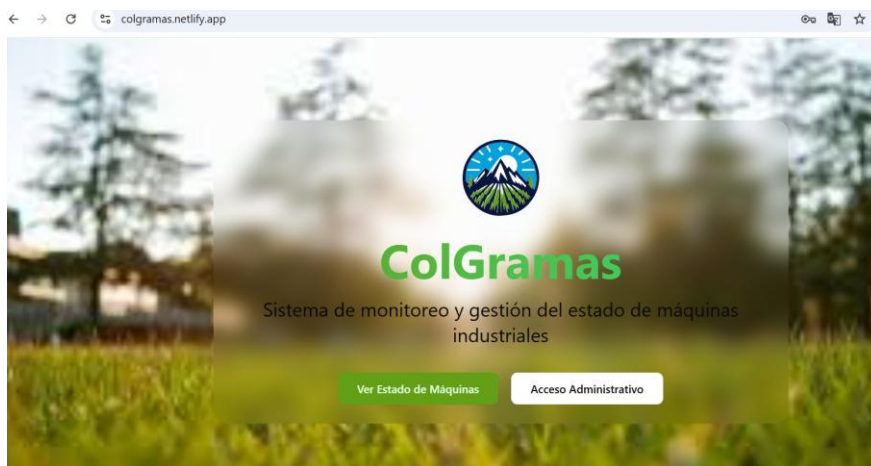 colgramas.netlify.app
ColGramas
Sistema de monitoreo y gestión del estado de máquinas
industriales
Ver Estado de Máquinas
Acceso Administrativo